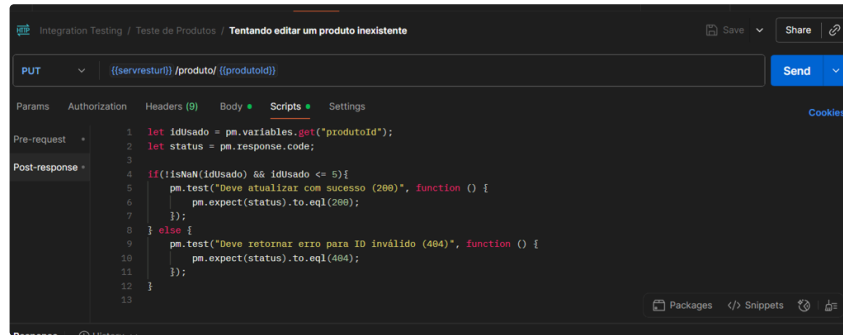 HTTP Integration Testing / Teste de Produtos / Tentando editar um produto inexistente Save Share
PUT {{servresturl}}/produto/{{produtoId}} Send
Params Authorization Headers (9) Body Scripts Settings Cookies
Pre-request
Post-response
1 let idUsado = pm.variables.get("produtoId");
2 let status = pm.response.code;
3
4 if(!isNaN(idUsado) && idUsado <= 5){
5 pm.test("Deve atualizar com sucesso (200)", function () {
6 pm.expect(status).to.eql(200);
7 });
8 } else {
9 pm.test("Deve retornar erro para ID inválido (404)", function () {
10 pm.expect(status).to.eql(404);
11 });
12 }
13
Packages </> Snippets